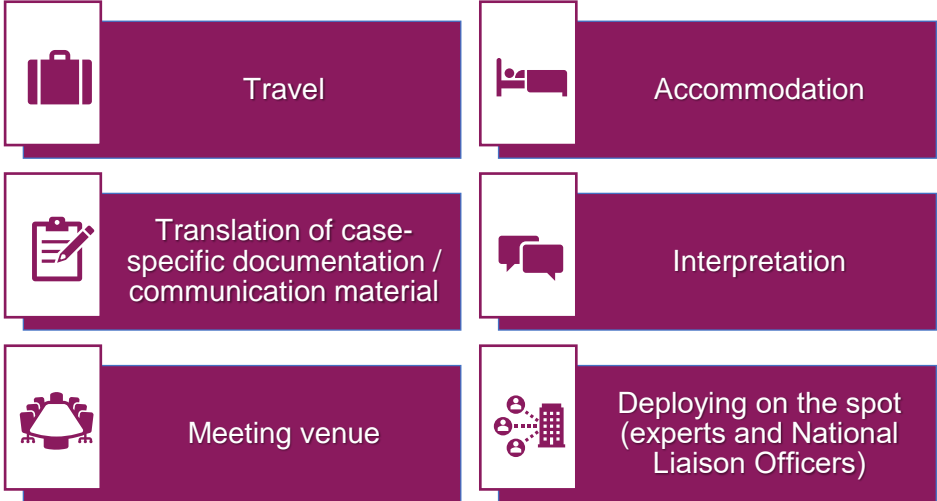 Travel
Accommodation
Translation of case-
specific documentation /
communication material
Interpretation
Meeting venue
Deploying on the spot
(experts and National
Liaison Officers)